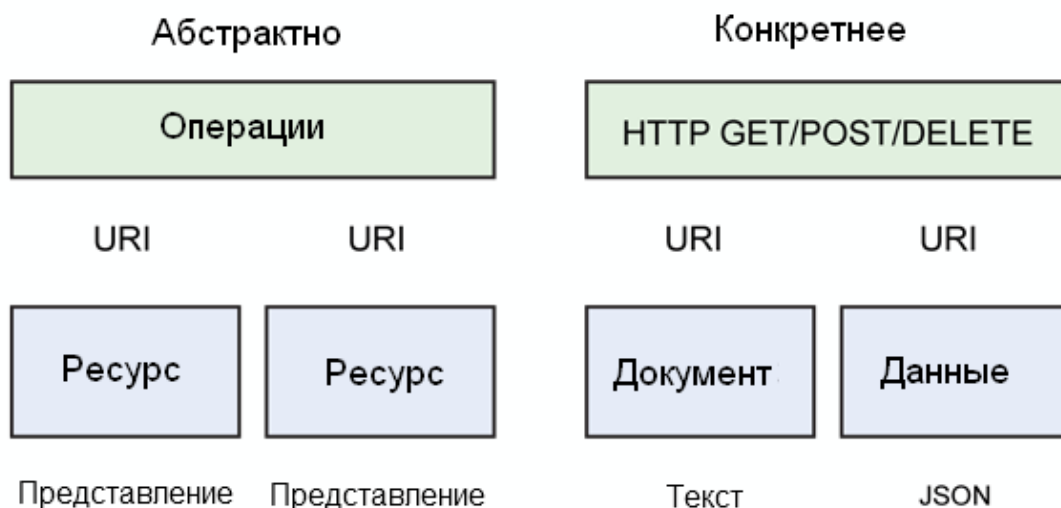 Абстрактно
Конкретнее
Операции
HTTP GET/POST/DELETE
URI
URI
URI
URI
Ресурс
Ресурс
Документ
Данные
Представление
Представление
Текст
JSON